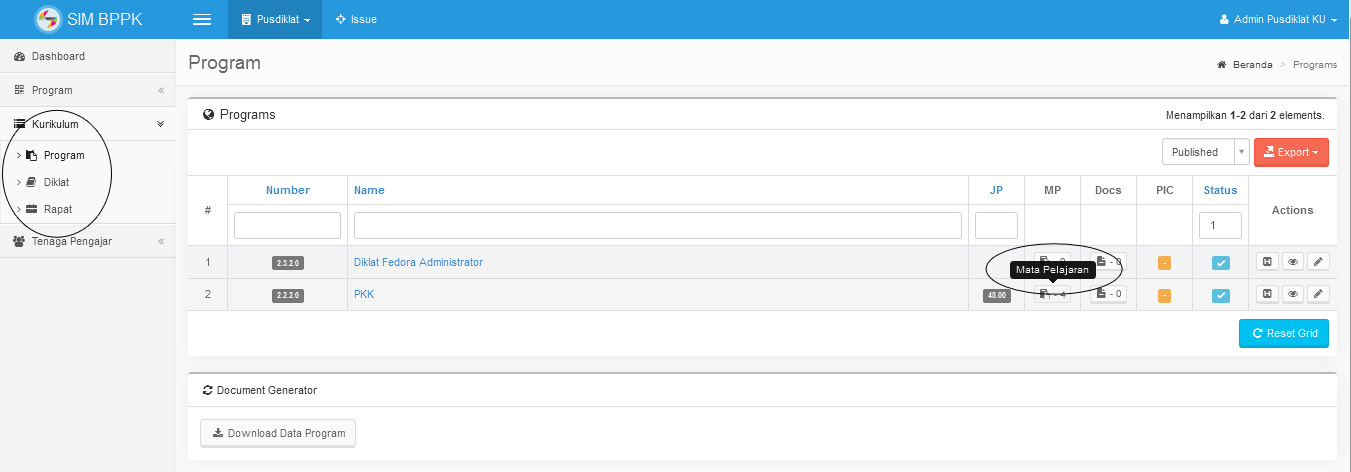 SIM BPPK
Pusdiklat
Issue
Admin Pusdiklat KU
Dashboard
Program
Kurikulum
Program
Diklat
Rapat
Tenaga Pengajar
Program
Beranda > Programs
Programs
Menampilkan 1-2 dari 2 elements.
Published
Export
# Number Name JP MP Docs PIC Status Actions
1
1 2.3.2.0 Diklat Fedora Administrator - 0 -
Mata Pelajaran
2 2.2.2.0 PKK 48.00 - 4 - 0 -
Reset Grid
Document Generator
Download Data Program